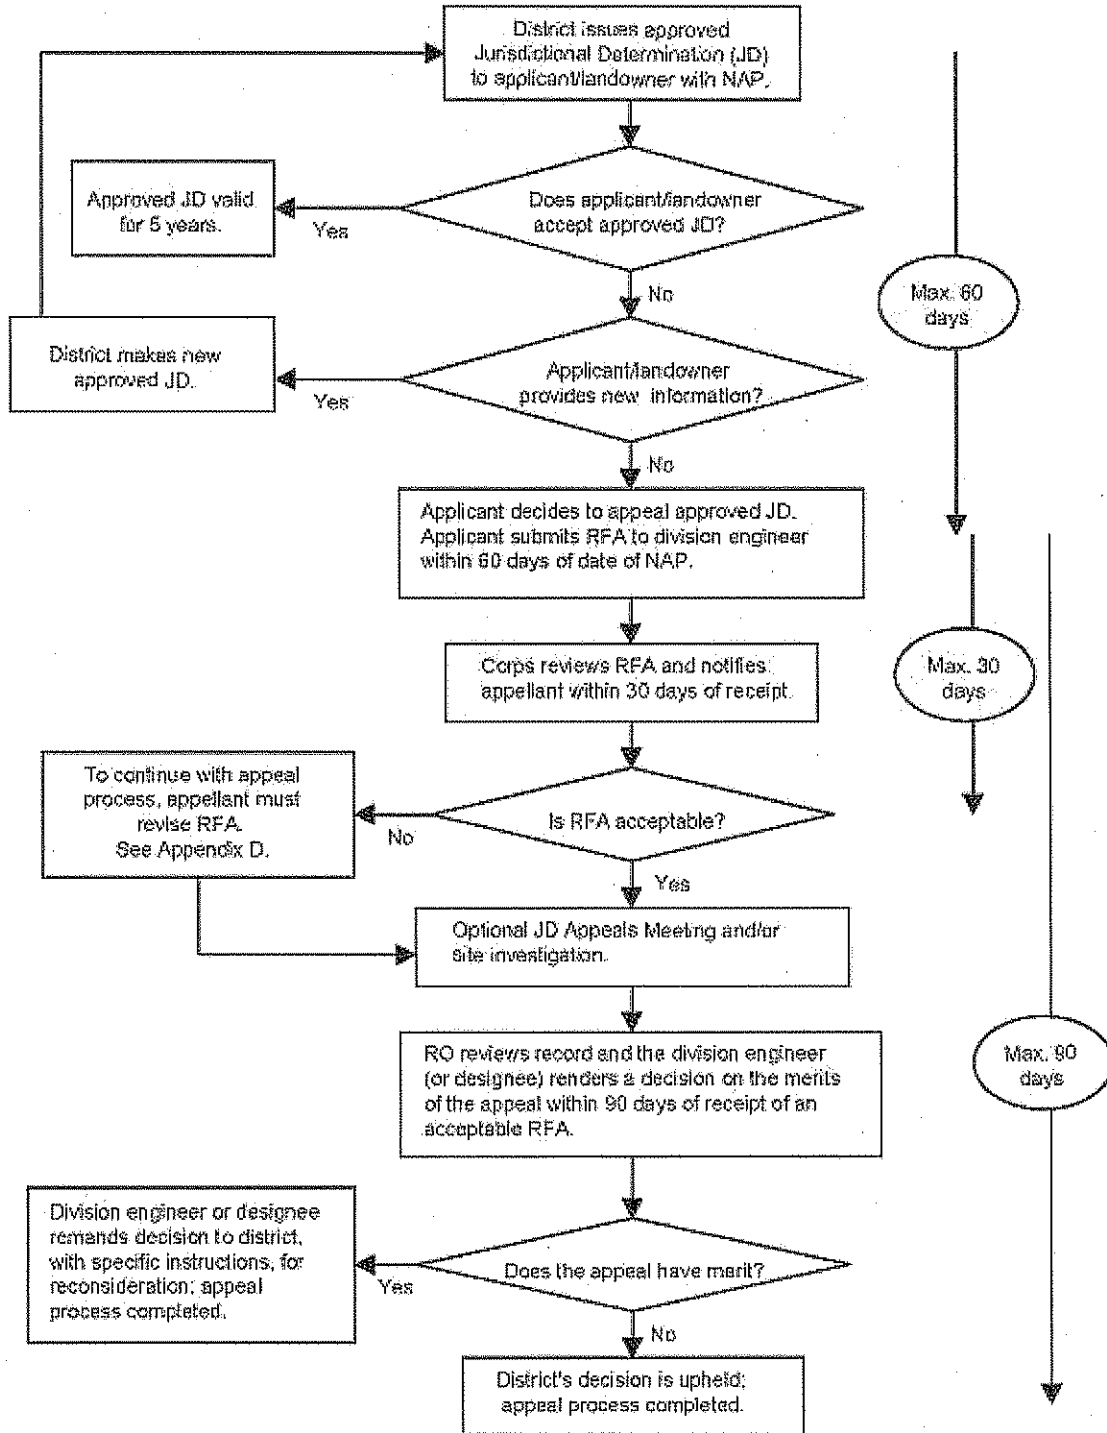 District issues approved
Jurisdictional Determination (JD)
to applicant/landowner with NAP.
Approved JD valid
for 5 years.
Yes
Does applicant/landowner
accept approved JD?
No
Max. 60
days
District makes new
approved JD.
Yes
Applicant/landowner
provides new information?
No
Applicant decides to appeal approved JD.
Applicant submits RFA to division engineer
within 60 days of date of NAP.
Corps reviews RFA and notifies
appellant within 30 days of receipt.
Max. 30
days
To continue with appeal
process, appellant must
revise RFA.
See Appendix D.
No
Is RFA acceptable?
Yes
Optional JD Appeals Meeting and/or
site investigation.
RO reviews record and the division engineer
(or designee) renders a decision on the merits
of the appeal within 90 days of receipt of an
acceptable RFA.
Max. 90
days
Division engineer or designee
remands decision to district,
with specific instructions, for
reconsideration; appeal
process completed.
Yes
Does the appeal have merit?
No
District's decision is upheld;
appeal process completed.